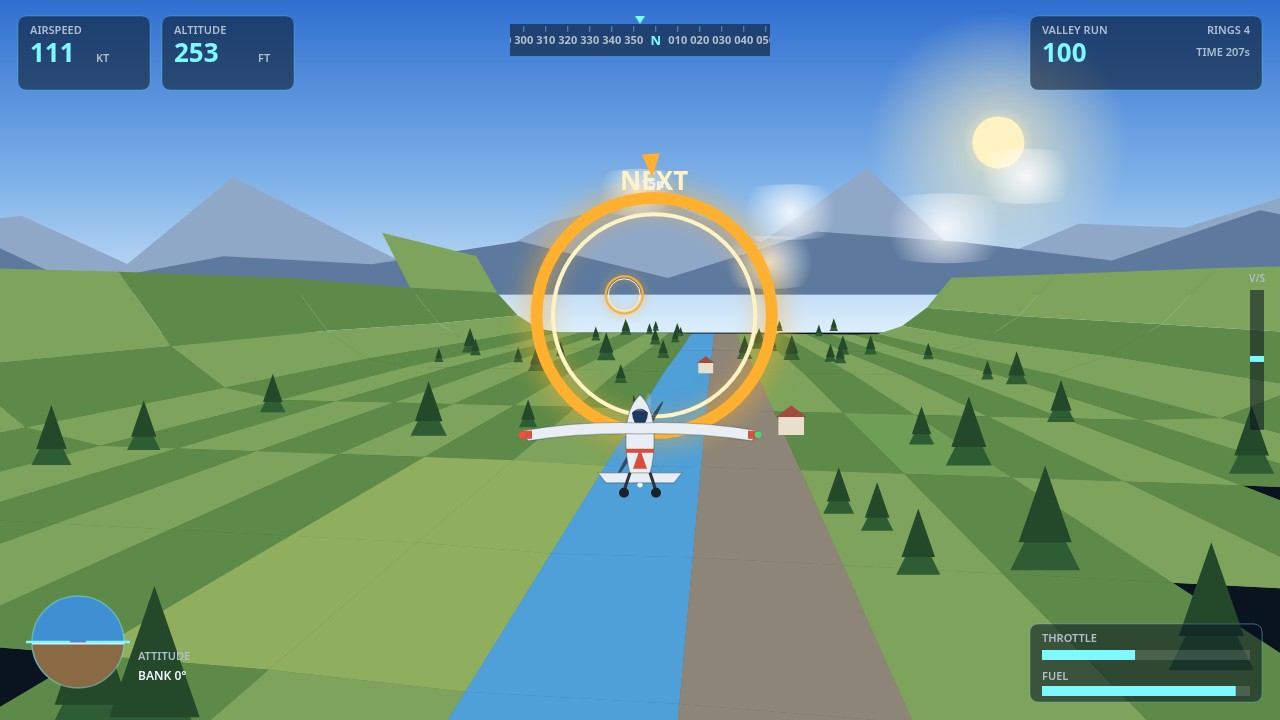 AIRSPEED
111 KT
ALTITUDE
253 FT
300 310 320 330 340 350 N 010 020 030 040
VALLEY RUN
RINGS 4
100
TIME 207s
NEXT
V/S
ATTITUDE
BANK 0°
THROTTLE
FUEL